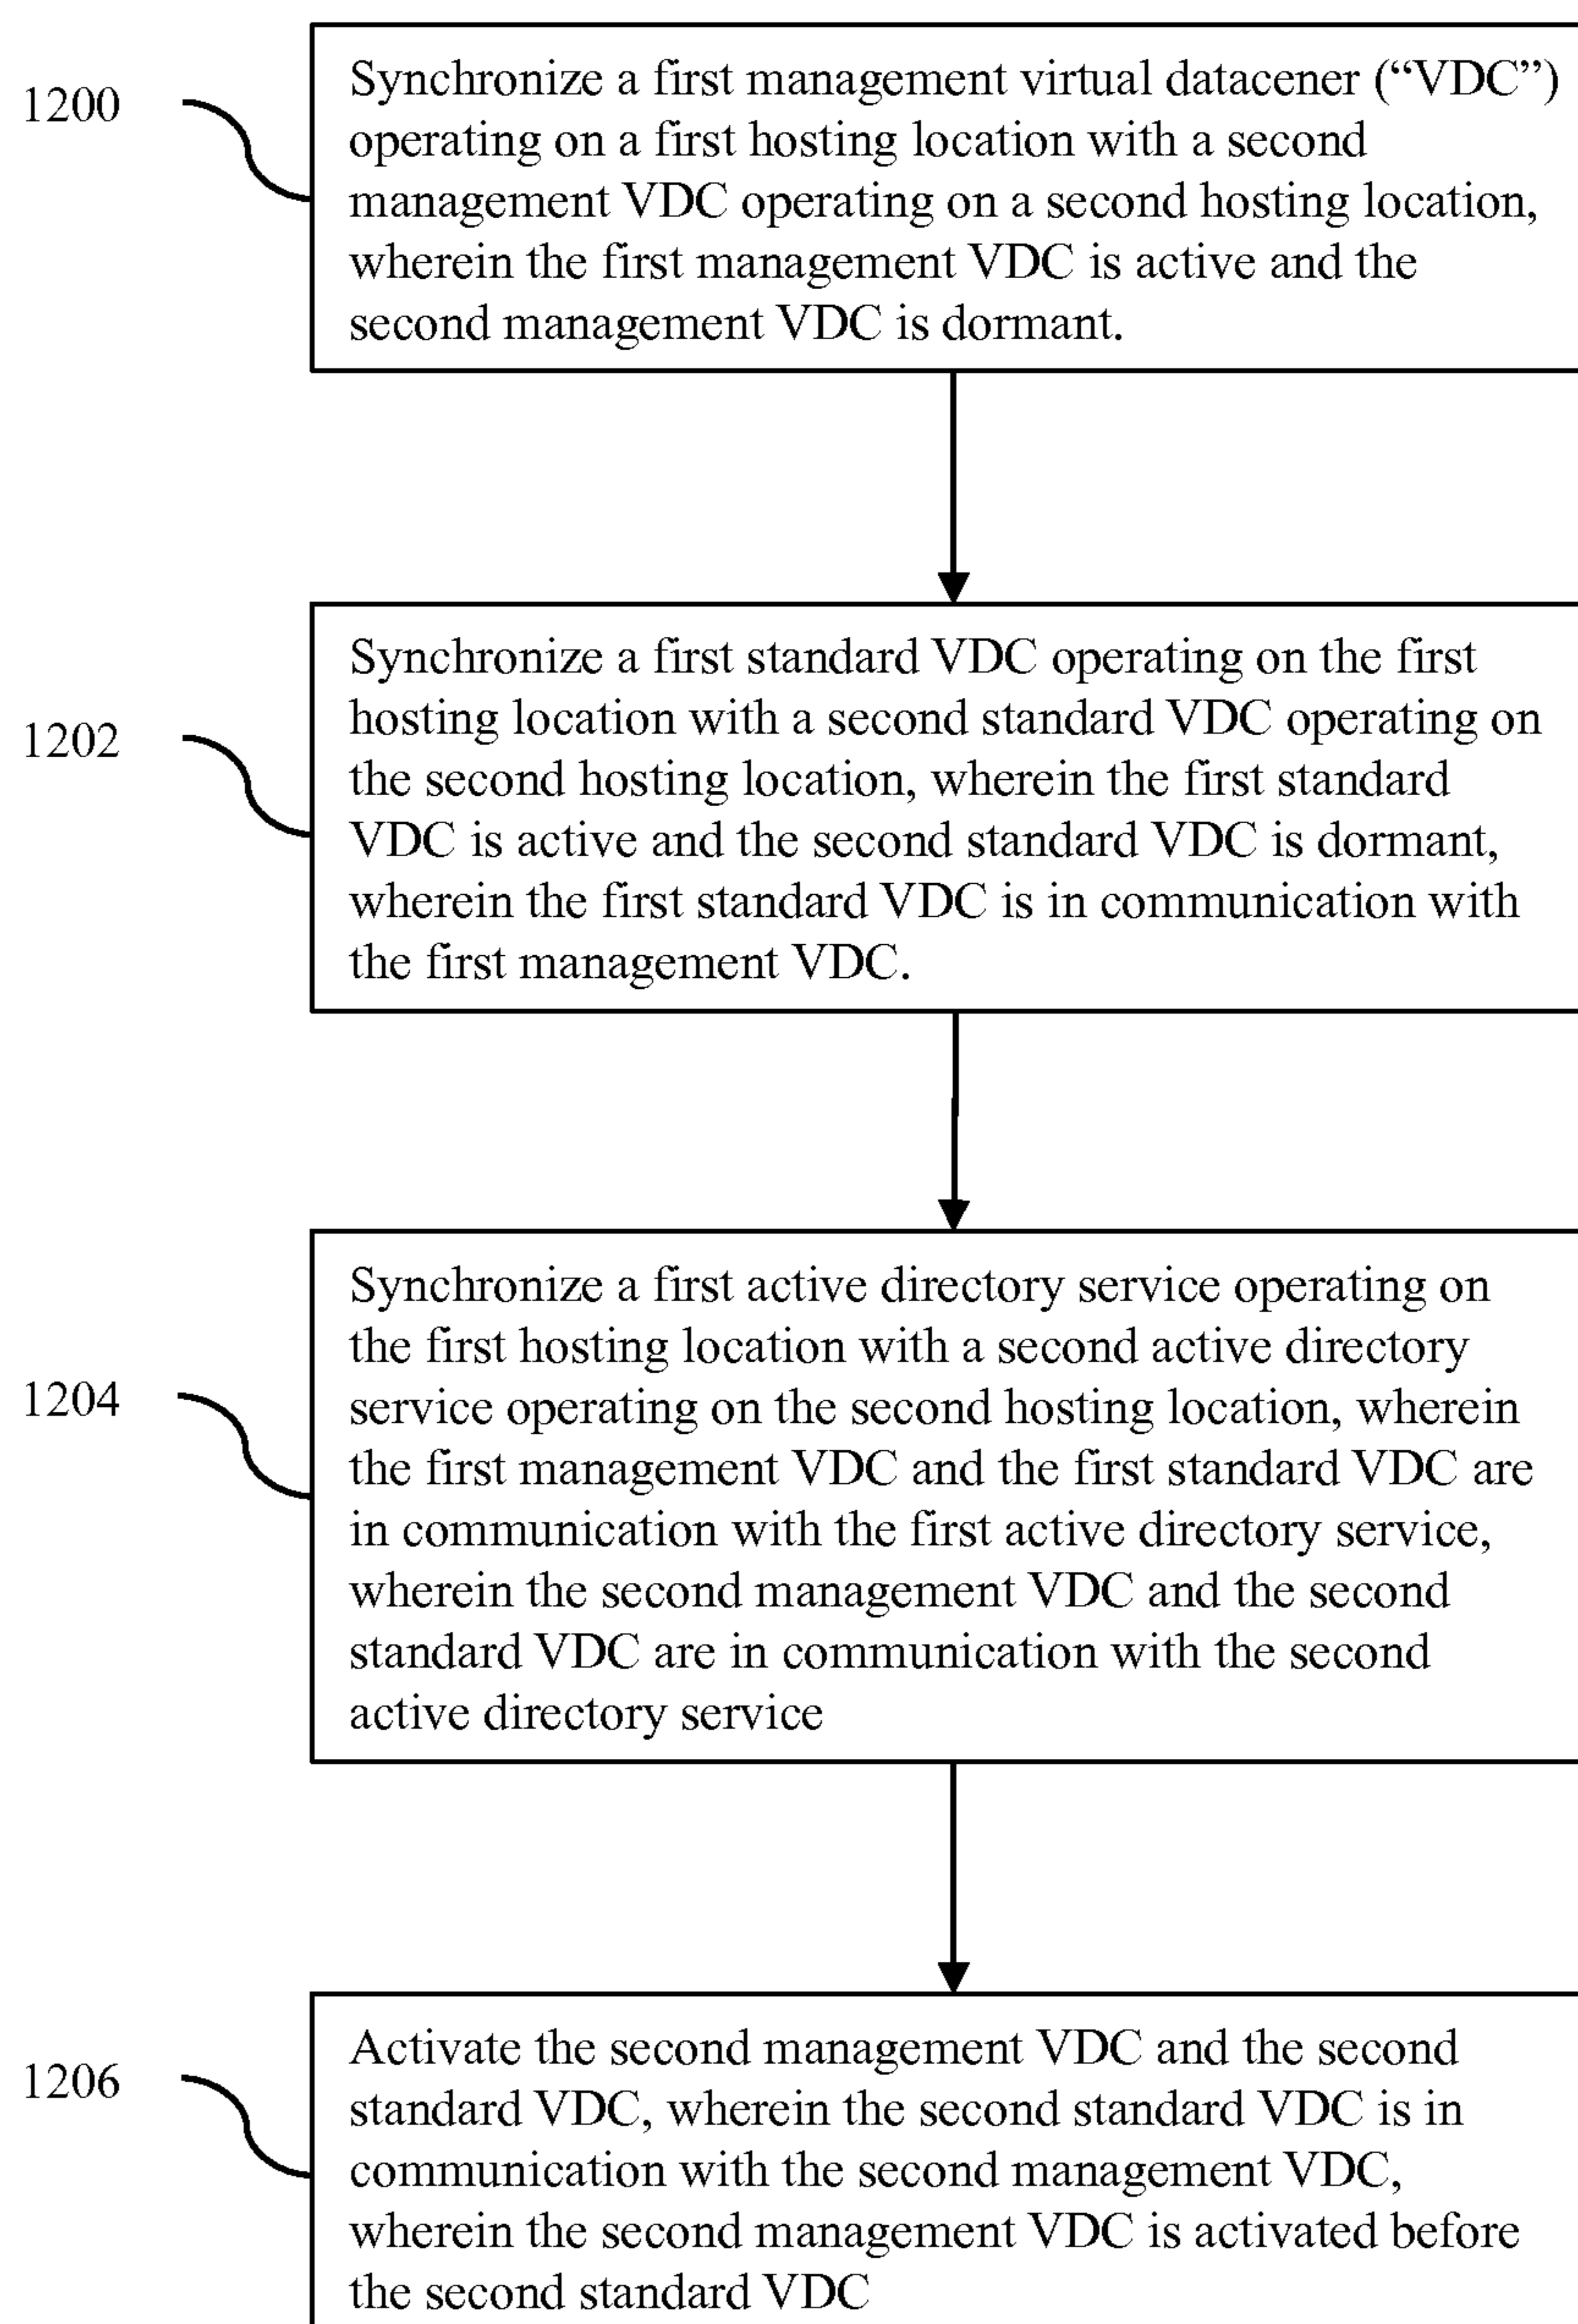 1200
Synchronize a first management virtual datacener (“VDC”)
operating on a first hosting location with a second
management VDC operating on a second hosting location,
wherein the first management VDC is active and the
second management VDC is dormant.
1202
Synchronize a first standard VDC operating on the first
hosting location with a second standard VDC operating on
the second hosting location, wherein the first standard
VDC is active and the second standard VDC is dormant,
wherein the first standard VDC is in communication with
the first management VDC.
1204
Synchronize a first active directory service operating on
the first hosting location with a second active directory
service operating on the second hosting location, wherein
the first management VDC and the first standard VDC are
in communication with the first active directory service,
wherein the second management VDC and the second
standard VDC are in communication with the second
active directory service
1206
Activate the second management VDC and the second
standard VDC, wherein the second standard VDC is in
communication with the second management VDC,
wherein the second management VDC is activated before
the second standard VDC